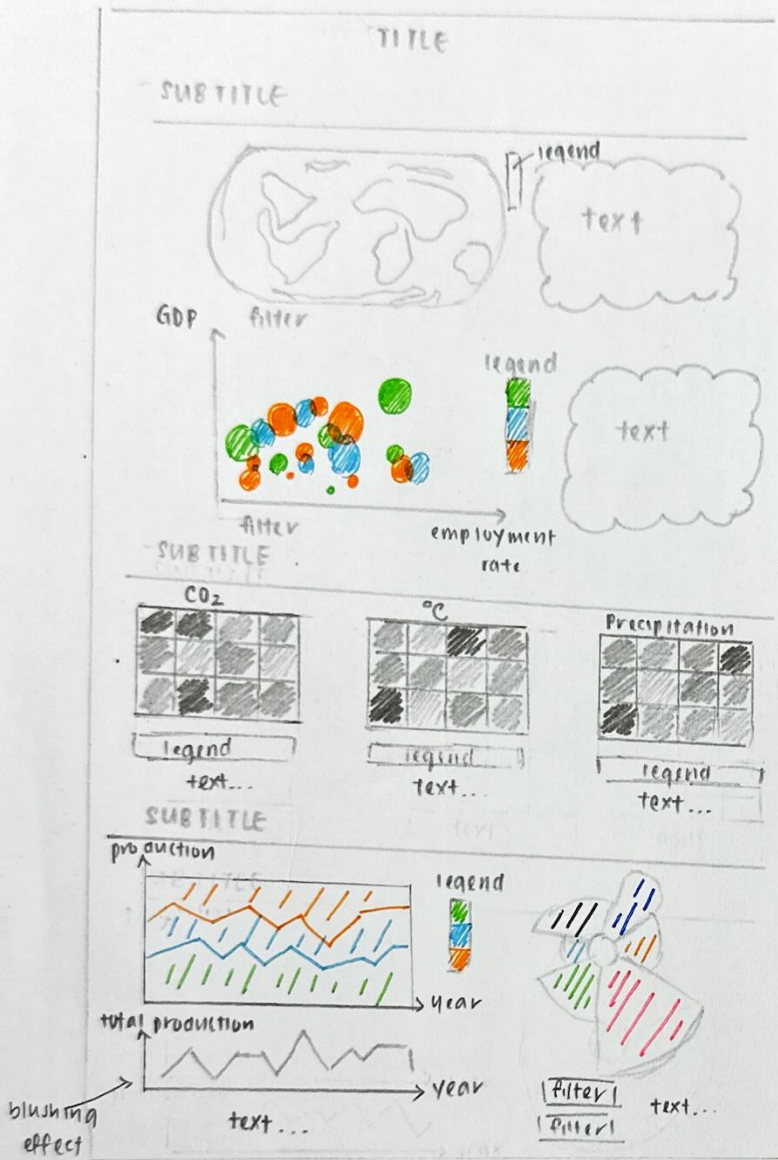 TITLE
SUBTITLE
legend
text
GDP
filter
legend
text
filter
employment
rate
SUBTITLE
CO2
°C
Precipitation
legend
legend
legend
text...
text...
text...
SUBTITLE
production
legend
year
total production
year
blushing
effect
text...
filter
filter
text...